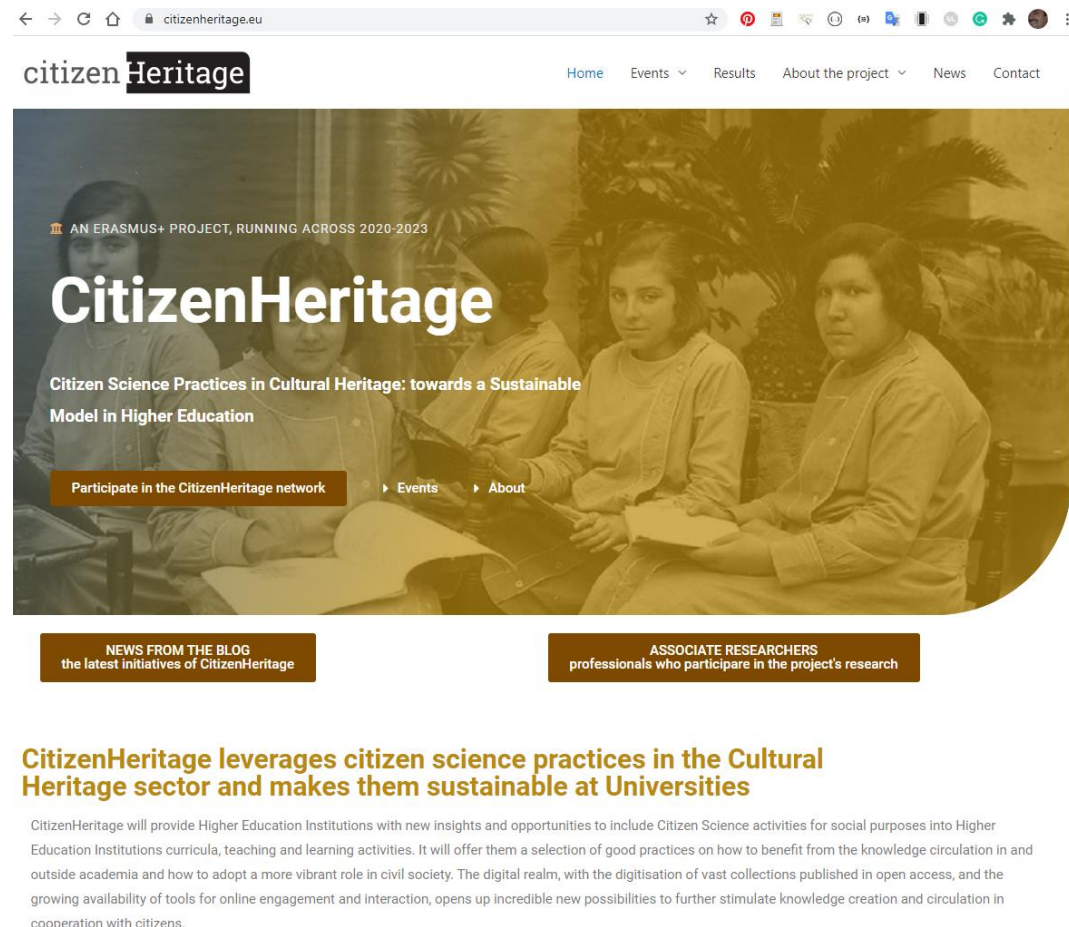 citizenheritage.eu
citizen Heritage
Home Events Results About the project News Contact
AN ERASMUS+ PROJECT, RUNNING ACROSS 2020-2023
CitizenHeritage
Citizen Science Practices in Cultural Heritage: towards a Sustainable
Model in Higher Education
Participate in the CitizenHeritage network Events About
NEWS FROM THE BLOG
the latest initiatives of CitizenHeritage
ASSOCIATE RESEARCHERS
professionals who participare in the project's research
CitizenHeritage leverages citizen science practices in the Cultural
Heritage sector and makes them sustainable at Universities
CitizenHeritage will provide Higher Education Institutions with new insights and opportunities to include Citizen Science activities for social purposes into Higher
Education Institutions curricula, teaching and learning activities. It will offer them a selection of good practices on how to benefit from the knowledge circulation in and
outside academia and how to adopt a more vibrant role in civil society. The digital realm, with the digitisation of vast collections published in open access, and the
growing availability of tools for online engagement and interaction, opens up incredible new possibilities to further stimulate knowledge creation and circulation in
cooperation with citizens.